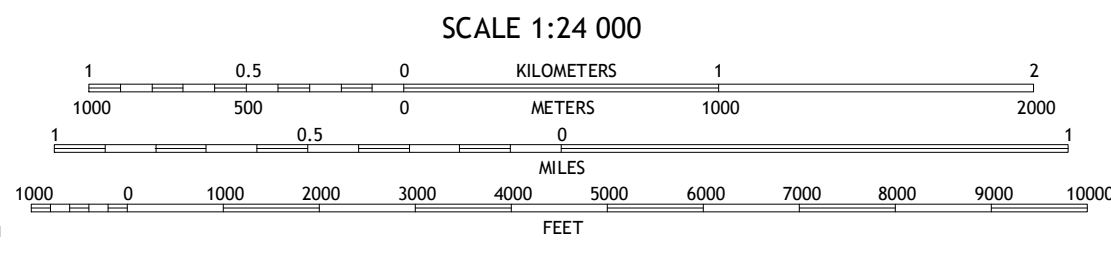 SCALE 1:24 000
1 0.5 0 KILOMETERS 1 2
1000 500 0 METERS 1000 2000
1 0.5 0 1
MILES
1000 0 1000 2000 3000 4000 5000 6000 7000 8000 9000 10000
FEET